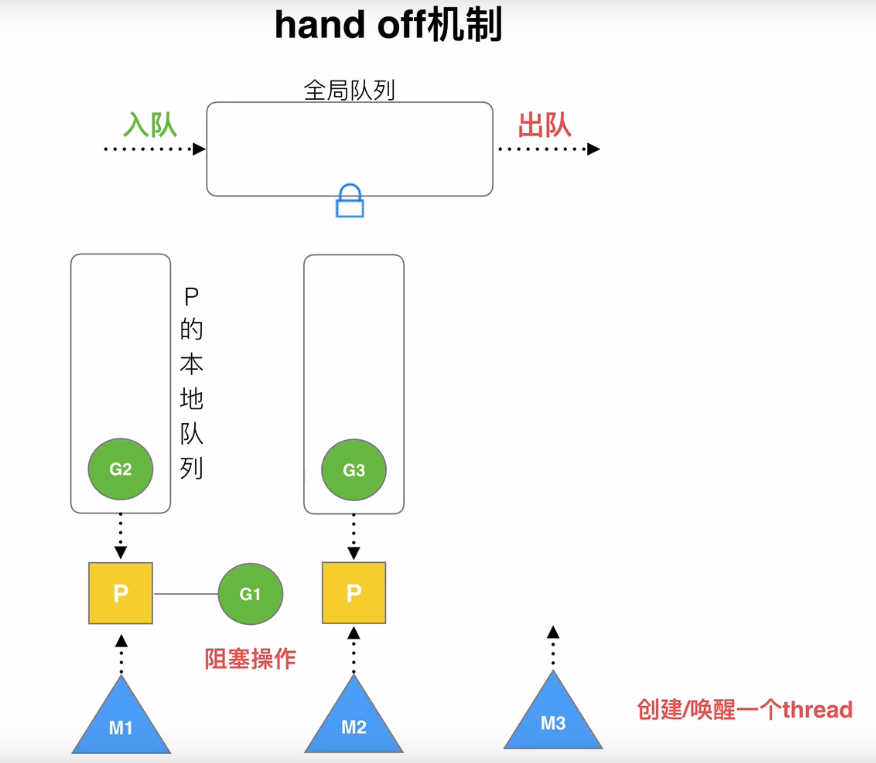 hand off机制
全局队列
入队
出队
P的本地队列
G2
G3
P
G1
P
阻塞操作
M1
M2
M3
创建/唤醒一个thread